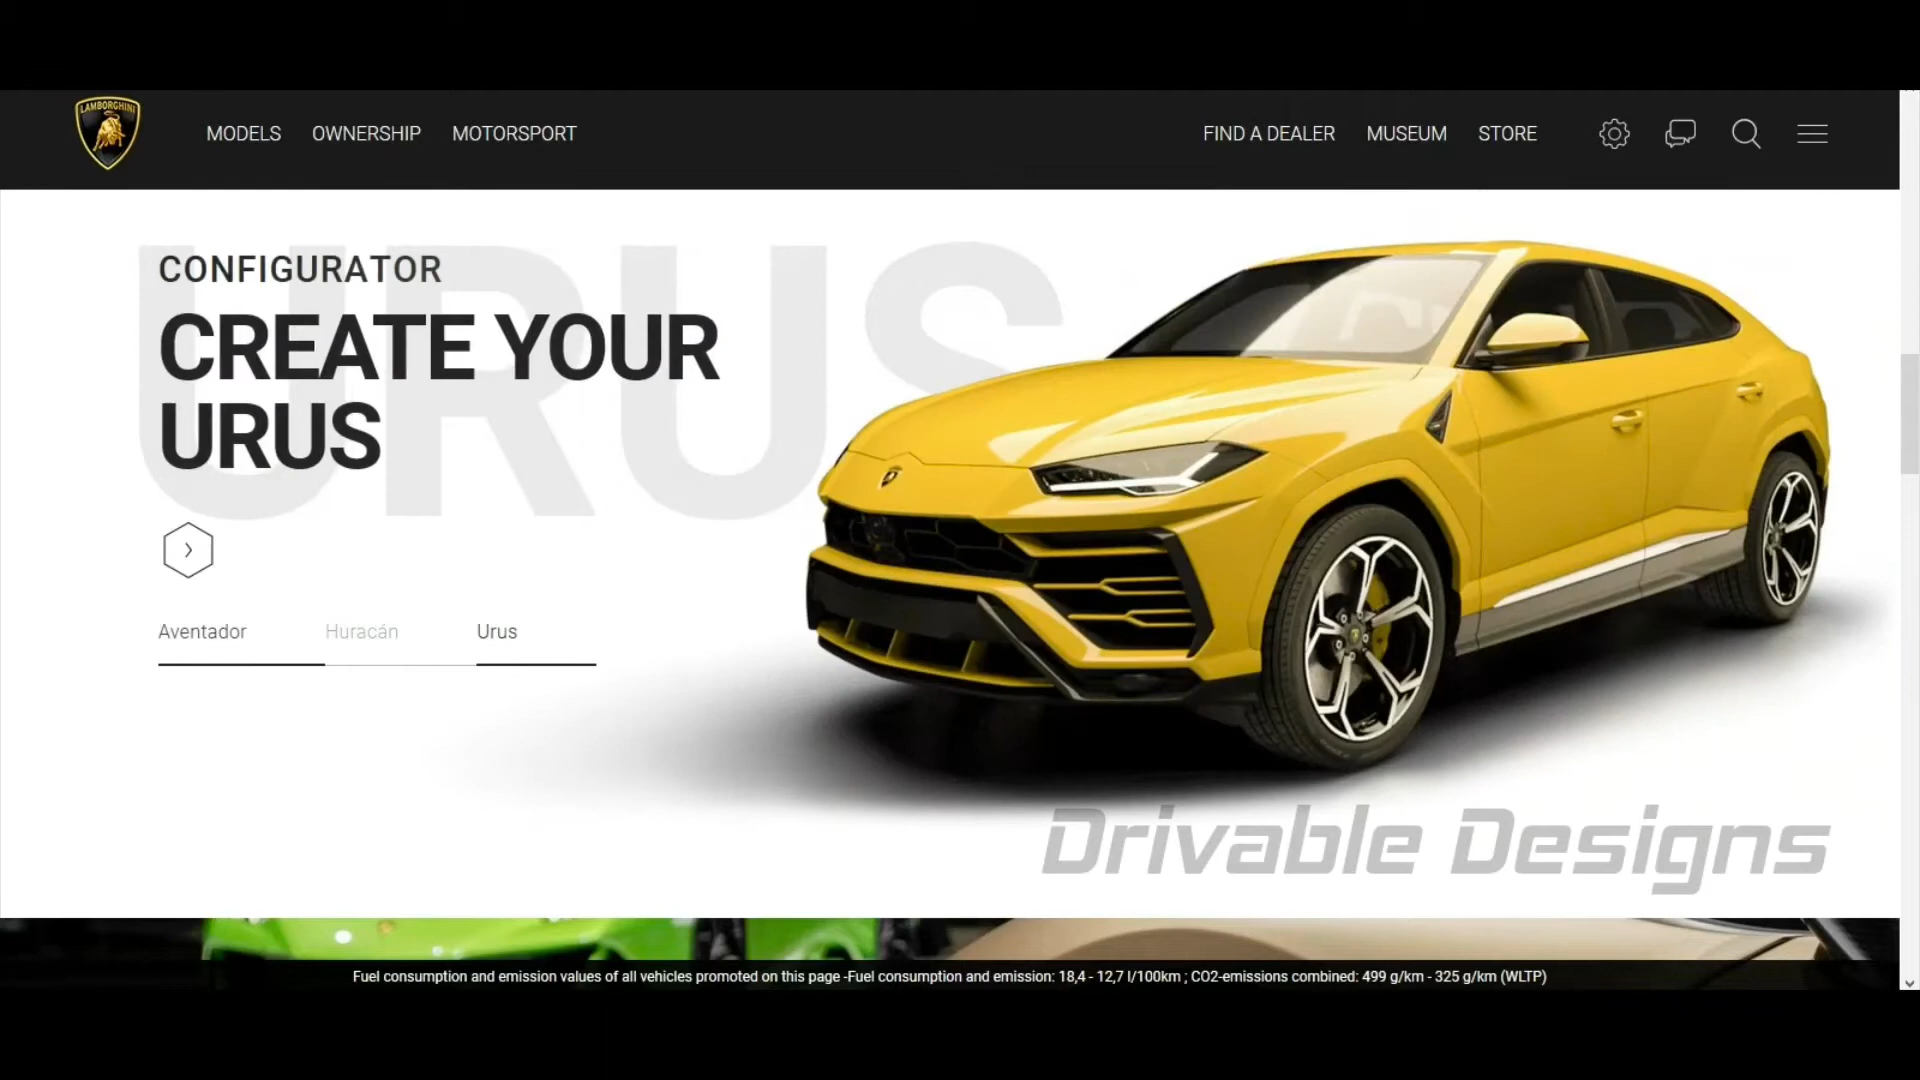 LAMBORGHINI
MODELS OWNERSHIP MOTORSPORT FIND A DEALER MUSEUM STORE
URUS
CONFIGURATOR
CREATE YOUR
URUS
Aventador Huracán Urus
Drivable Designs
Fuel consumption and emission values of all vehicles promoted on this page -Fuel consumption and emission: 18,4 - 12,7 l/100km ; CO2-emissions combined: 499 g/km - 325 g/km (WLTP)